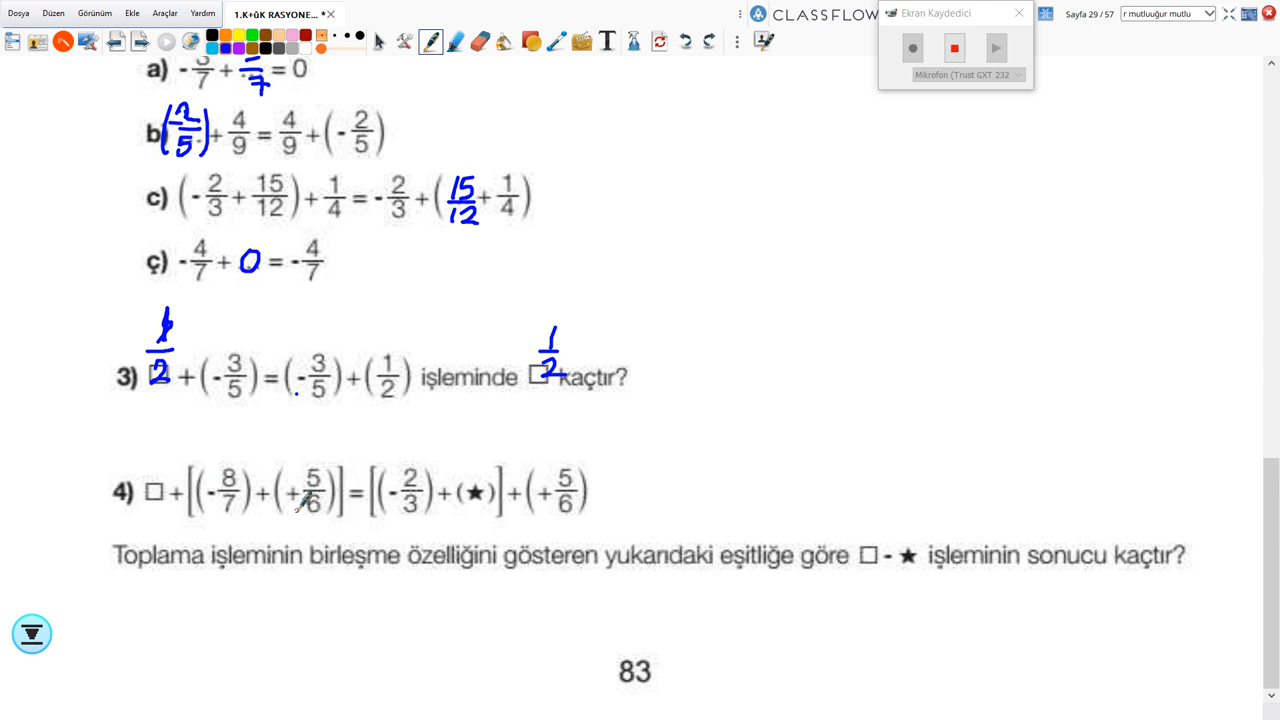 Dosya Düzen Görünüm Ekle Araçlar Yardım 1.K+ûK RASYONE... * CLASSFLOW Sayfa 29 / 57 r mutluuğur mutlu
Ekran Kaydedici
Mikrofon (Trust GXT 232
b) (-2/5) + 4/9 = 4/9 + (-2/5)
c) (-2/3 + 15/12) + 1/4 = -2/3 + (15/12 + 1/4)
ç) -4/7 + 0 = -4/7
3) 1/2 + (-3/5) = (-3/5) + (1/2) işleminde □ 1/2 kaçtır?
4) □ + [(-8/7) + (+5/6)] = [(-2/3) + (★)] + (+5/6)
Toplama işleminin birleşme özelliğini gösteren yukarıdaki eşitliğe göre □ - ★ işleminin sonucu kaçtır?
83